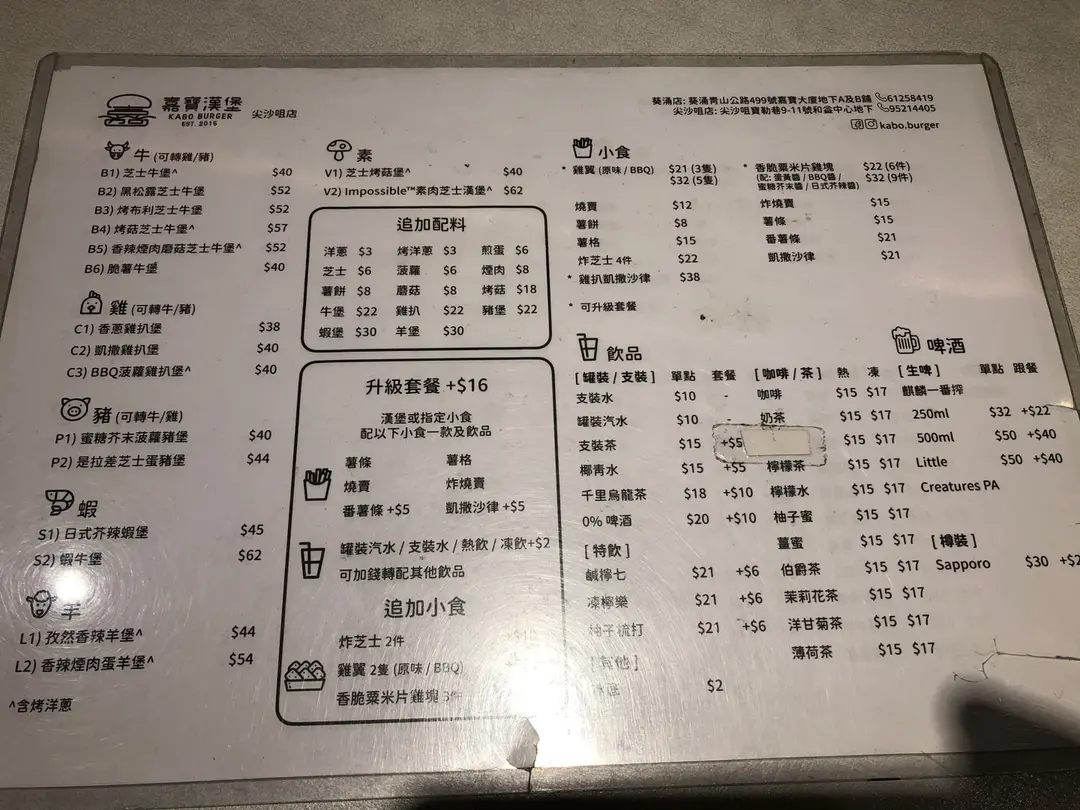 嘉寶漢堡
KABO BURGER
EST. 2015
尖沙咀店
葵涌店: 葵涌青山公路499號嘉寶大廈地下A及B舖 61258419
尖沙咀店: 尖沙咀寶勒巷9-11號和合中心地下 95214405
kabo.burger
牛 (可轉雞/豬)
B1) 芝士牛堡^ $40
B2) 黑松露芝士牛堡 $52
B3) 烤布利芝士牛堡 $52
B4) 烤菇芝士牛堡^ $57
B5) 香辣煙肉蘑菇芝士牛堡^ $52
B6) 脆薯牛堡 $40
雞 (可轉牛/豬)
C1) 香蔥雞扒堡 $38
C2) 凱撒雞扒堡 $40
C3) BBQ菠蘿雞扒堡^ $40
豬 (可轉牛/雞)
P1) 蜜糖芥末菠蘿豬堡 $40
P2) 是拉差芝士蛋豬堡 $44
蝦
S1) 日式芥辣蝦堡 $45
S2) 蝦牛堡 $62
羊
L1) 孜然香辣羊堡^ $44
L2) 香辣煙肉蛋羊堡^ $54
^含烤洋蔥
素
V1) 芝士烤菇堡^ $40
V2) Impossible™素肉芝士漢堡^ $62
追加配料
洋蔥 $3 烤洋蔥 $3 煎蛋 $6
芝士 $6 菠蘿 $6 煙肉 $8
薯餅 $8 蘑菇 $8 烤菇 $18
牛堡 $22 雞扒 $22 豬堡 $22
蝦堡 $30 羊堡 $30
升級套餐 +$16
漢堡或指定小食
配以下小食一款及飲品
薯條 薯格
燒賣 炸燒賣
番薯條 +$5 凱撒沙律 +$5
罐裝汽水 / 支裝水 / 熱飲 / 凍飲+$2
可加錢轉配其他飲品
追加小食
炸芝士 2件
雞翼 2隻 (原味 / BBQ)
香脆粟米片雞塊 3件
小食
* 雞翼 (原味 / BBQ) $21 (3隻)
$32 (5隻)
燒賣 $12
薯餅 $8
薯格 $15
炸芝士 4件 $22
* 雞扒凱撒沙律 $38
* 可升級套餐
* 香脆粟米片雞塊 $22 (6件)
(配: 蛋黃醬 / BBQ醬 / $32 (9件)
蜜糖芥末醬 / 日式芥辣醬)
炸燒賣 $15
薯條 $15
番薯條 $21
凱撒沙律 $21
飲品
[ 罐裝 / 支裝 ] 單點 套餐
支裝水 $10 -
罐裝汽水 $10 -
支裝茶 $15 +$5
椰青水 $15 +$5
千里烏龍茶 $18 +$10
0% 啤酒 $20 +$10
[ 特飲 ]
鹹檸七 $21 +$6
凍檸樂 $21 +$6
柚子梳打 $21 +$6
[ 其他 ]
$2
[ 咖啡 / 茶 ] 熱 凍
咖啡 $15 $17
奶茶 $15 $17
$15 $17
檸檬茶 $15 $17
檸檬水 $15 $17
柚子蜜 $15 $17
薑蜜 $15 $17
伯爵茶 $15 $17
茉莉花茶 $15 $17
洋甘菊茶 $15 $17
薄荷茶 $15 $17
啤酒
[ 生啤 ] 單點 跟餐
麒麟一番搾
250ml $32 +$22
500ml $50 +$40
Little $50 +$40
Creatures PA
[ 樽裝 ]
Sapporo $30